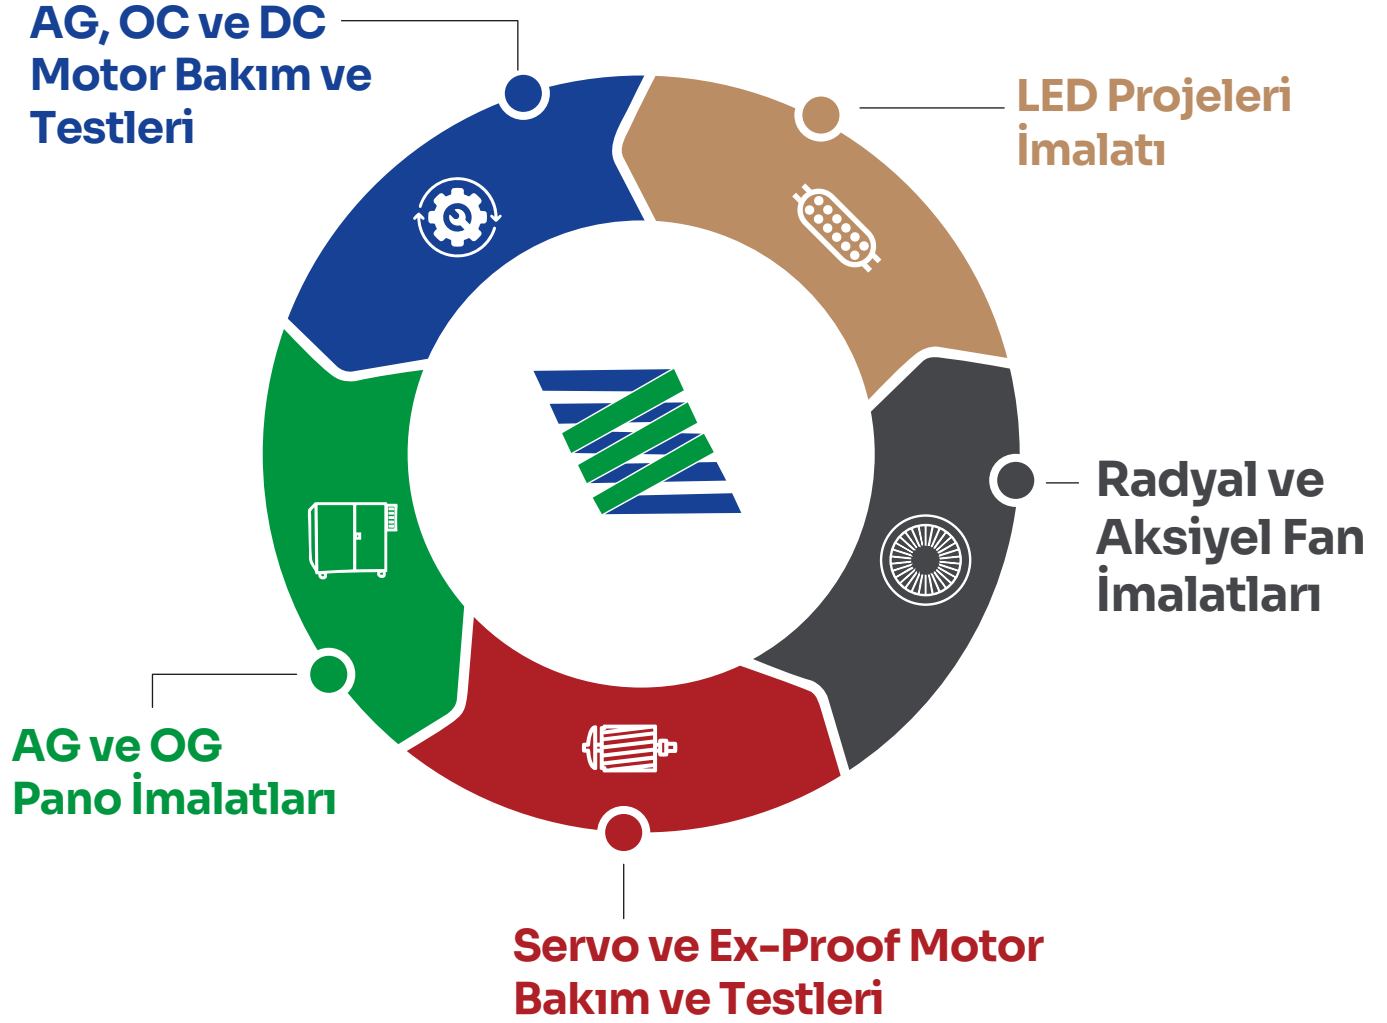 AG, OC ve DC
Motor Bakım ve
Testleri
LED Projeleri
İmalatı
Radyal ve
Aksiyel Fan
İmalatları
AG ve OG
Pano İmalatları
Servo ve Ex-Proof Motor
Bakım ve Testleri